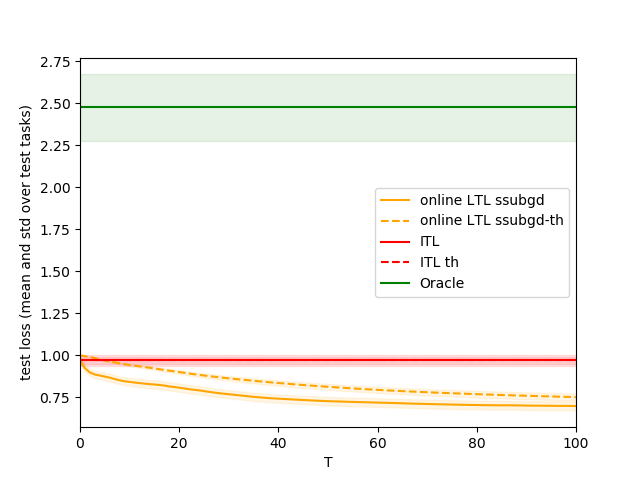 test loss (mean and std over test tasks)
2.75
2.50
2.25
2.00
1.75
1.50
1.25
1.00
0.75
online LTL ssubgd
online LTL ssubgd-th
ITL
ITL th
Oracle
0
20
40
60
80
100
T